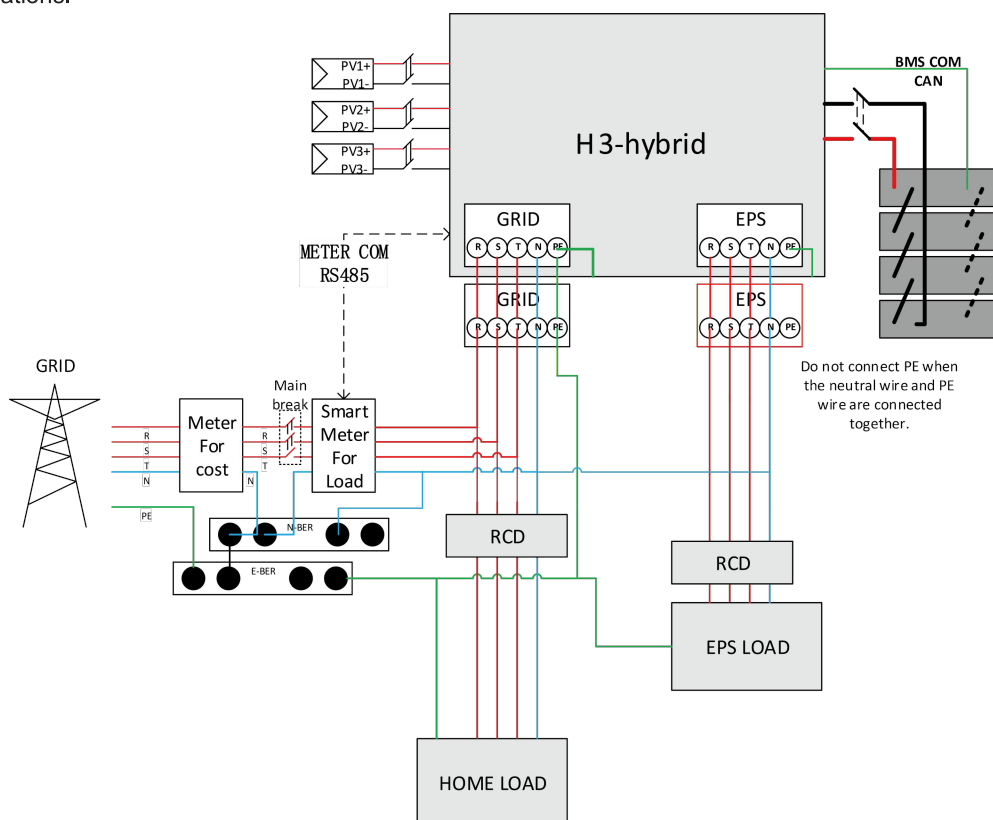 ations.
PV1+
PV1-
PV2+
PV2-
PV3+
PV3-
H3-hybrid
BMS COM
CAN
GRID
R S T N PE
EPS
R S T N PE
METER COM
RS485
GRID
R S T N PE
EPS
R S T N PE
Do not connect PE when
the neutral wire and PE
wire are connected
together.
GRID
Main
break
Meter
For
cost
Smart
Meter
For
Load
R
S
T
N
PE
R
S
T
N
N-BER
E-BER
RCD
RCD
EPS LOAD
HOME LOAD